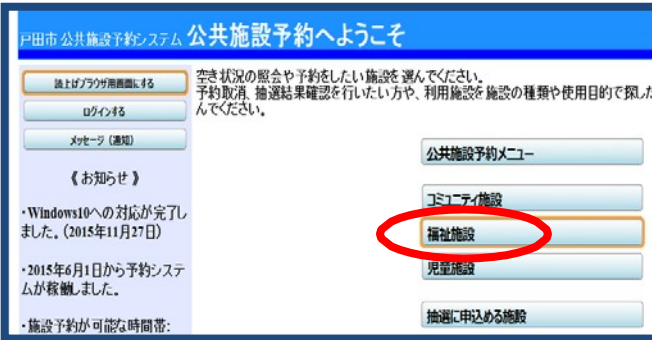 戸田市 公共施設予約システム 公共施設予約へようこそ
読上げブラウザ用画面にする
ログインする
メッセージ（通知）
《お知らせ》
・Windows10への対応が完了し
ました。(2015年11月27日)
・2015年6月1日から予約システ
ムが稼働しました。
・施設予約が可能な時間帯:
空き状況の照会や予約をしたい施設を選んでください。
予約取消、抽選結果確認を行いたい方や、利用施設を施設の種類や使用目的で探した
んでください。
公共施設予約メニュー
コミュニティ施設
福祉施設
児童施設
抽選に申込める施設